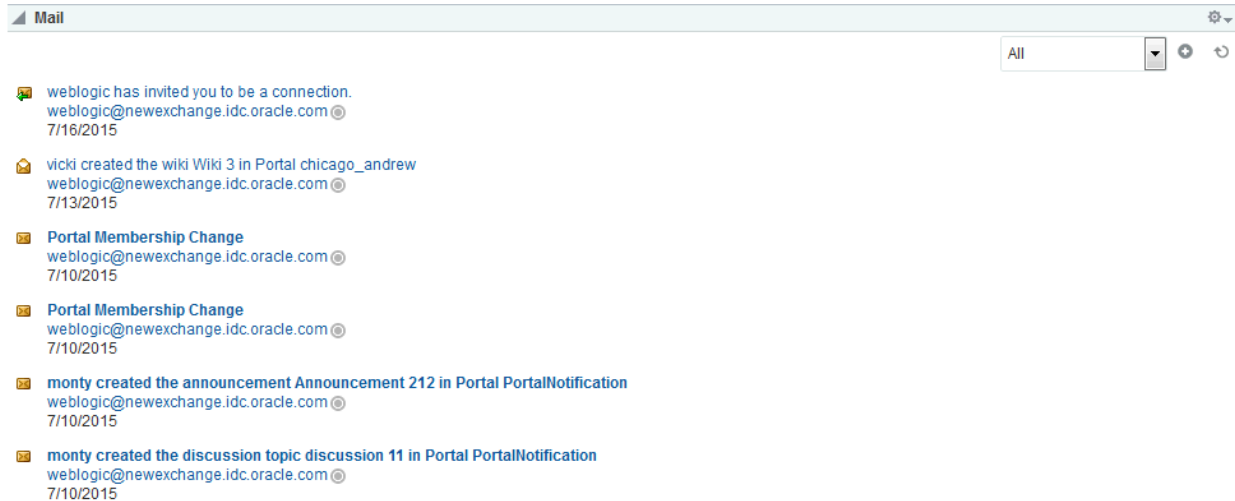 Mail
All
weblogic has invited you to be a connection.
weblogic@newexchange.idc.oracle.com
7/16/2015
vicki created the wiki Wiki 3 in Portal chicago_andrew
weblogic@newexchange.idc.oracle.com
7/13/2015
Portal Membership Change
weblogic@newexchange.idc.oracle.com
7/10/2015
Portal Membership Change
weblogic@newexchange.idc.oracle.com
7/10/2015
monty created the announcement Announcement 212 in Portal PortalNotification
weblogic@newexchange.idc.oracle.com
7/10/2015
monty created the discussion topic discussion 11 in Portal PortalNotification
weblogic@newexchange.idc.oracle.com
7/10/2015